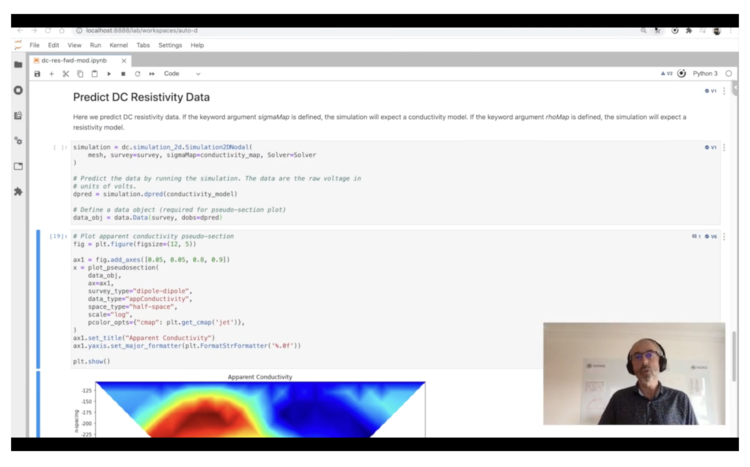 localhost:8888/lab/workspaces/auto-d
File Edit View Run Kernel Tabs Settings Help
dc-res-fwd-mod.ipynb ×
Code
V2 Python 3
Predict DC Resistivity Data
V1
Here we predict DC resistivity data. If the keyword argument sigmaMap is defined, the simulation will expect a conductivity model. If the keyword argument rhoMap is defined, the simulation will expect a
resistivity model.
[ ]: simulation = dc.simulation_2d.Simulation2DNodal(
V1
mesh, survey=survey, sigmaMap=conductivity_map, Solver=Solver
)
# Predict the data by running the simulation. The data are the raw voltage in
# units of volts.
dpred = simulation.dpred(conductivity_model)
# Define a data object (required for pseudo-section plot)
data_obj = data.Data(survey, dobs=dpred)
[19]: # Plot apparent conductivity pseudo-section
1 V6
fig = plt.figure(figsize=(12, 5))
ax1 = fig.add_axes([0.05, 0.05, 0.8, 0.9])
x = plot_pseudosection(
data_obj,
ax=ax1,
survey_type="dipole-dipole",
data_type="appConductivity",
space_type="half-space",
scale="log",
pcolor_opts={"cmap": plt.get_cmap('jet')},
)
ax1.set_title("Apparent Conductivity")
ax1.yaxis.set_major_formatter(plt.FormatStrFormatter('%.0f'))
plt.show()
Apparent Conductivity
-125
-150
-175
-200
-225
n-spacing